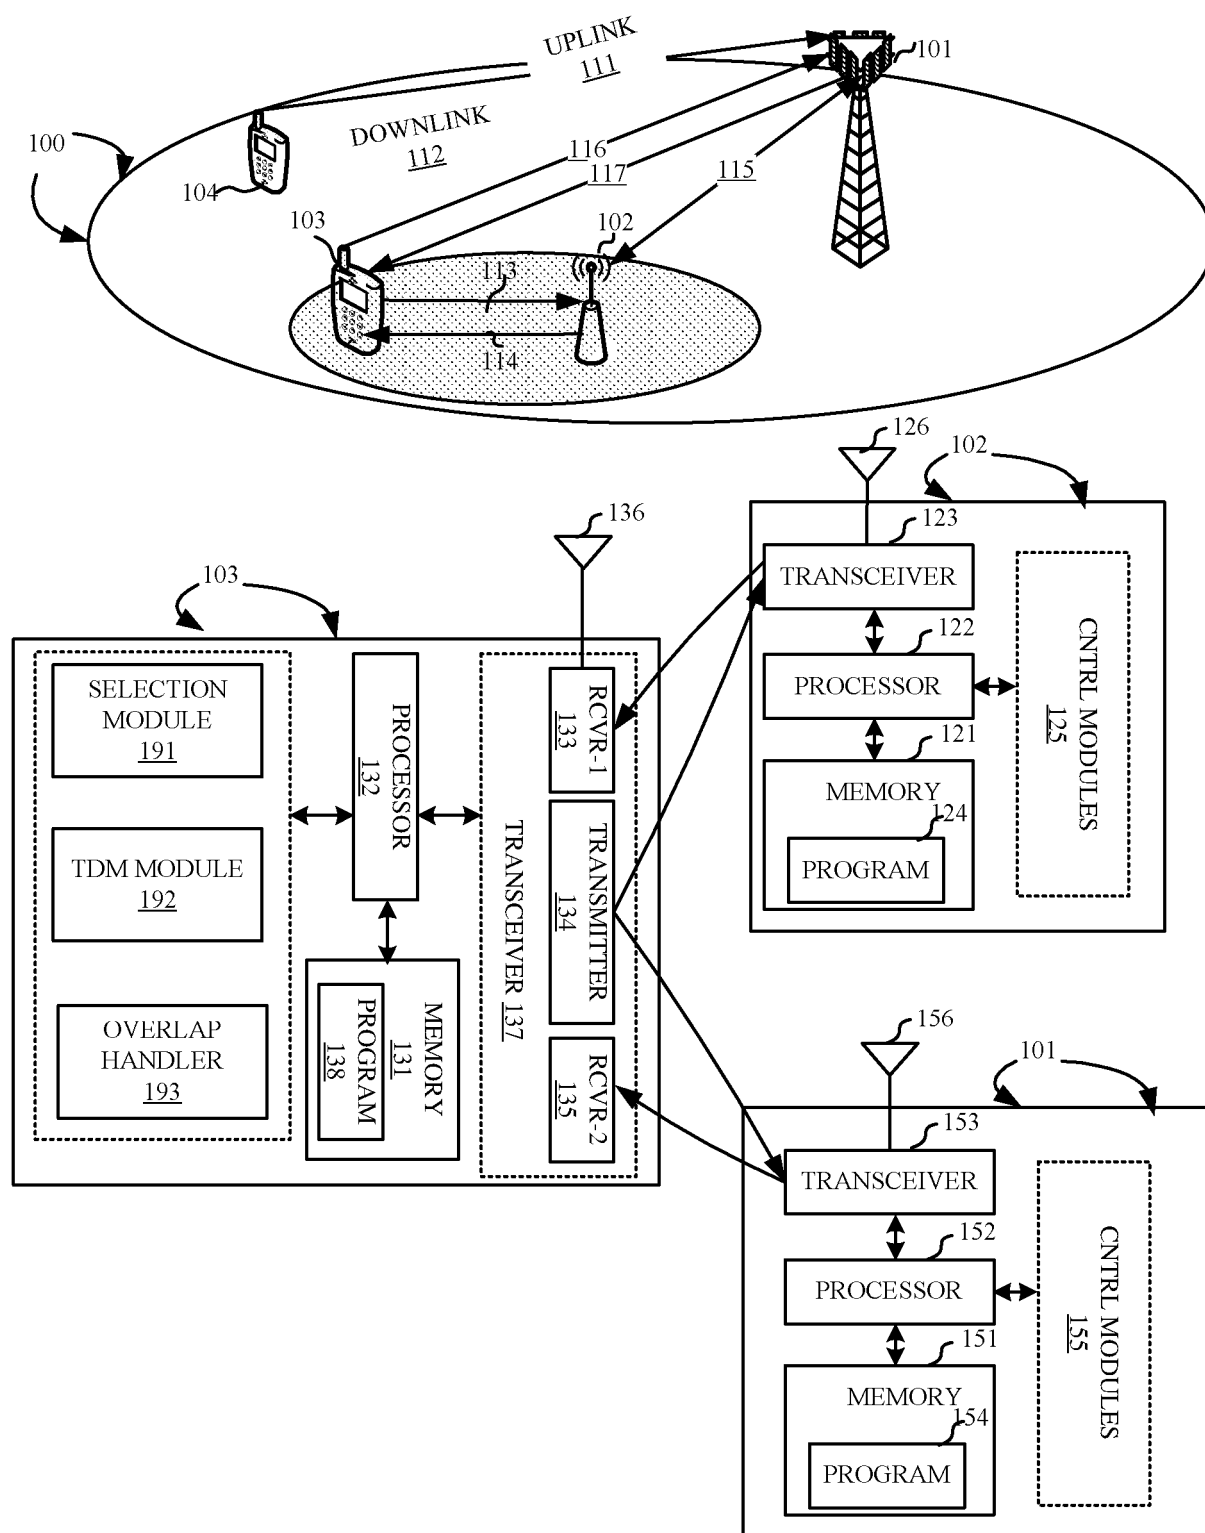 UPLINK
111
101
DOWNLINK
112
100
104
116
117
115
103
102
113
114
126
102
136
123
TRANSCEIVER
122
PROCESSOR
121
MEMORY
124
PROGRAM
CNTRL MODULES
125
103
SELECTION
MODULE
191
TDM MODULE
192
OVERLAP
HANDLER
193
PROCESSOR
132
MEMORY
131
PROGRAM
138
TRANSCEIVER 137
RCVR-1
133
TRANSMITTER
134
RCVR-2
135
156
101
153
TRANSCEIVER
152
PROCESSOR
151
MEMORY
154
PROGRAM
CNTRL MODULES
155